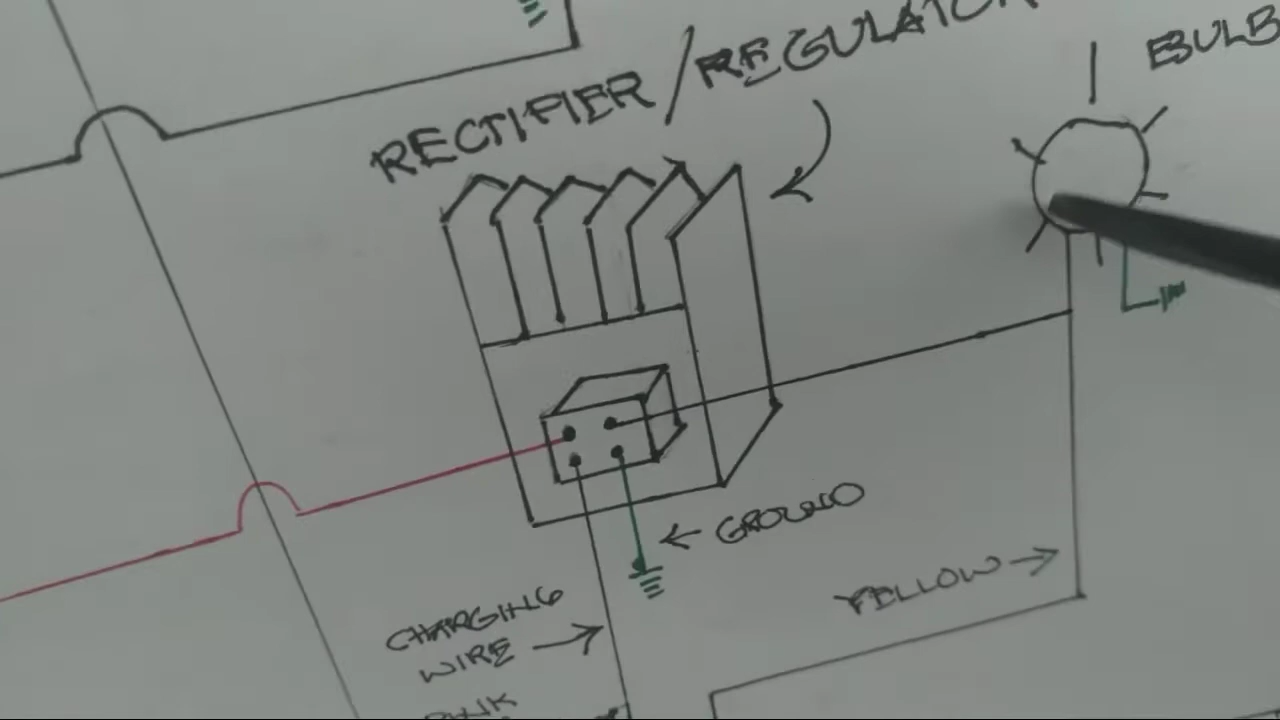 RECTIFIER/REGULATOR
BULB
GROUND
CHARGING
WIRE
YELLOW